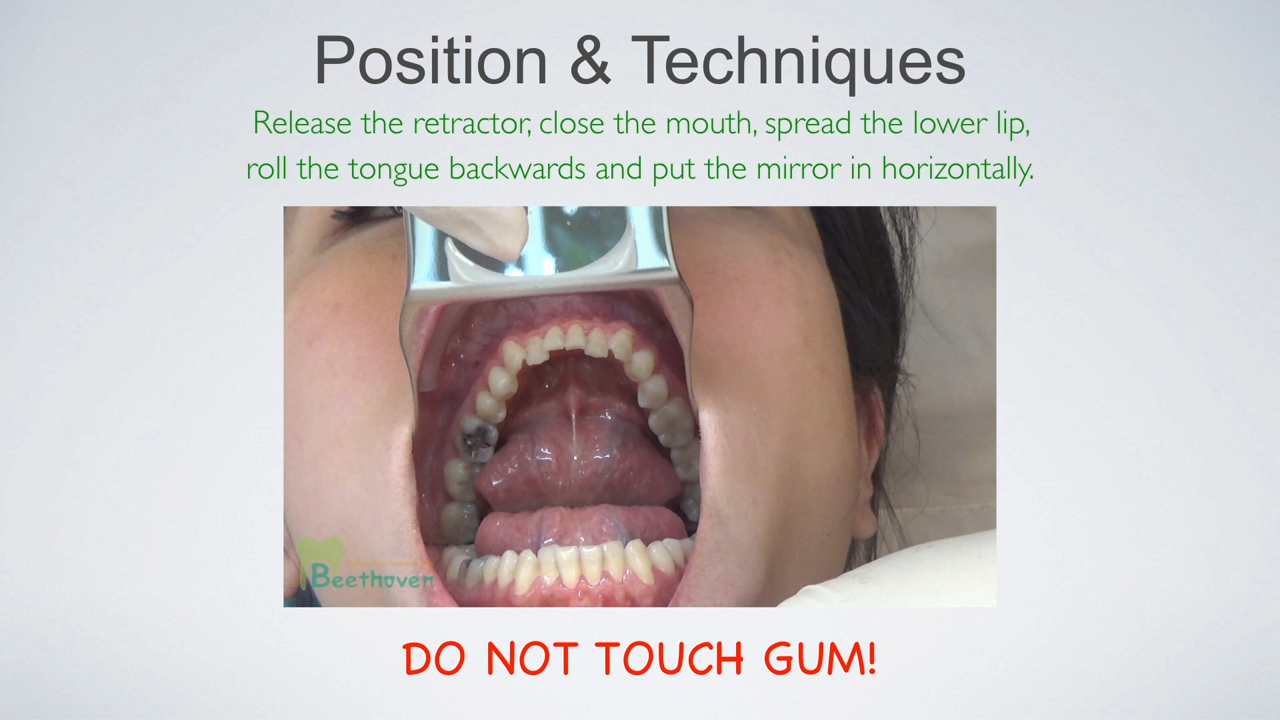 Position & Techniques
Release the retractor, close the mouth, spread the lower lip,
roll the tongue backwards and put the mirror in horizontally.
Beethoven
DO NOT TOUCH GUM!